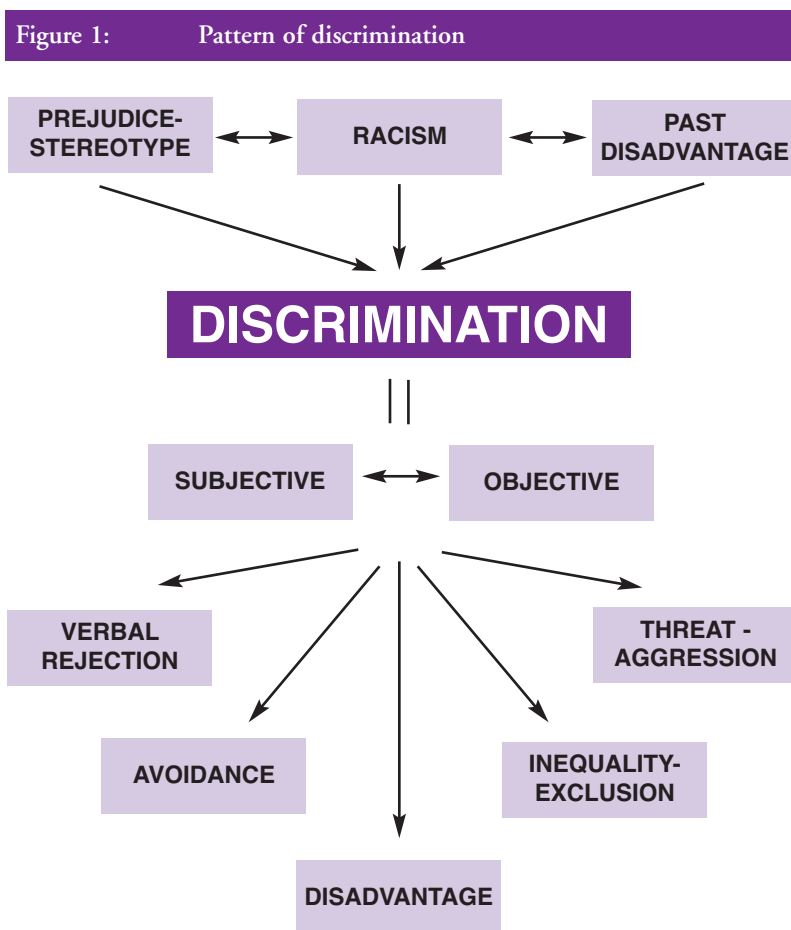 Figure 1: Pattern of discrimination
PREJUDICE-
STEREOTYPE
RACISM
PAST
DISADVANTAGE
DISCRIMINATION
SUBJECTIVE
OBJECTIVE
VERBAL
REJECTION
THREAT -
AGGRESSION
AVOIDANCE
INEQUALITY-
EXCLUSION
DISADVANTAGE